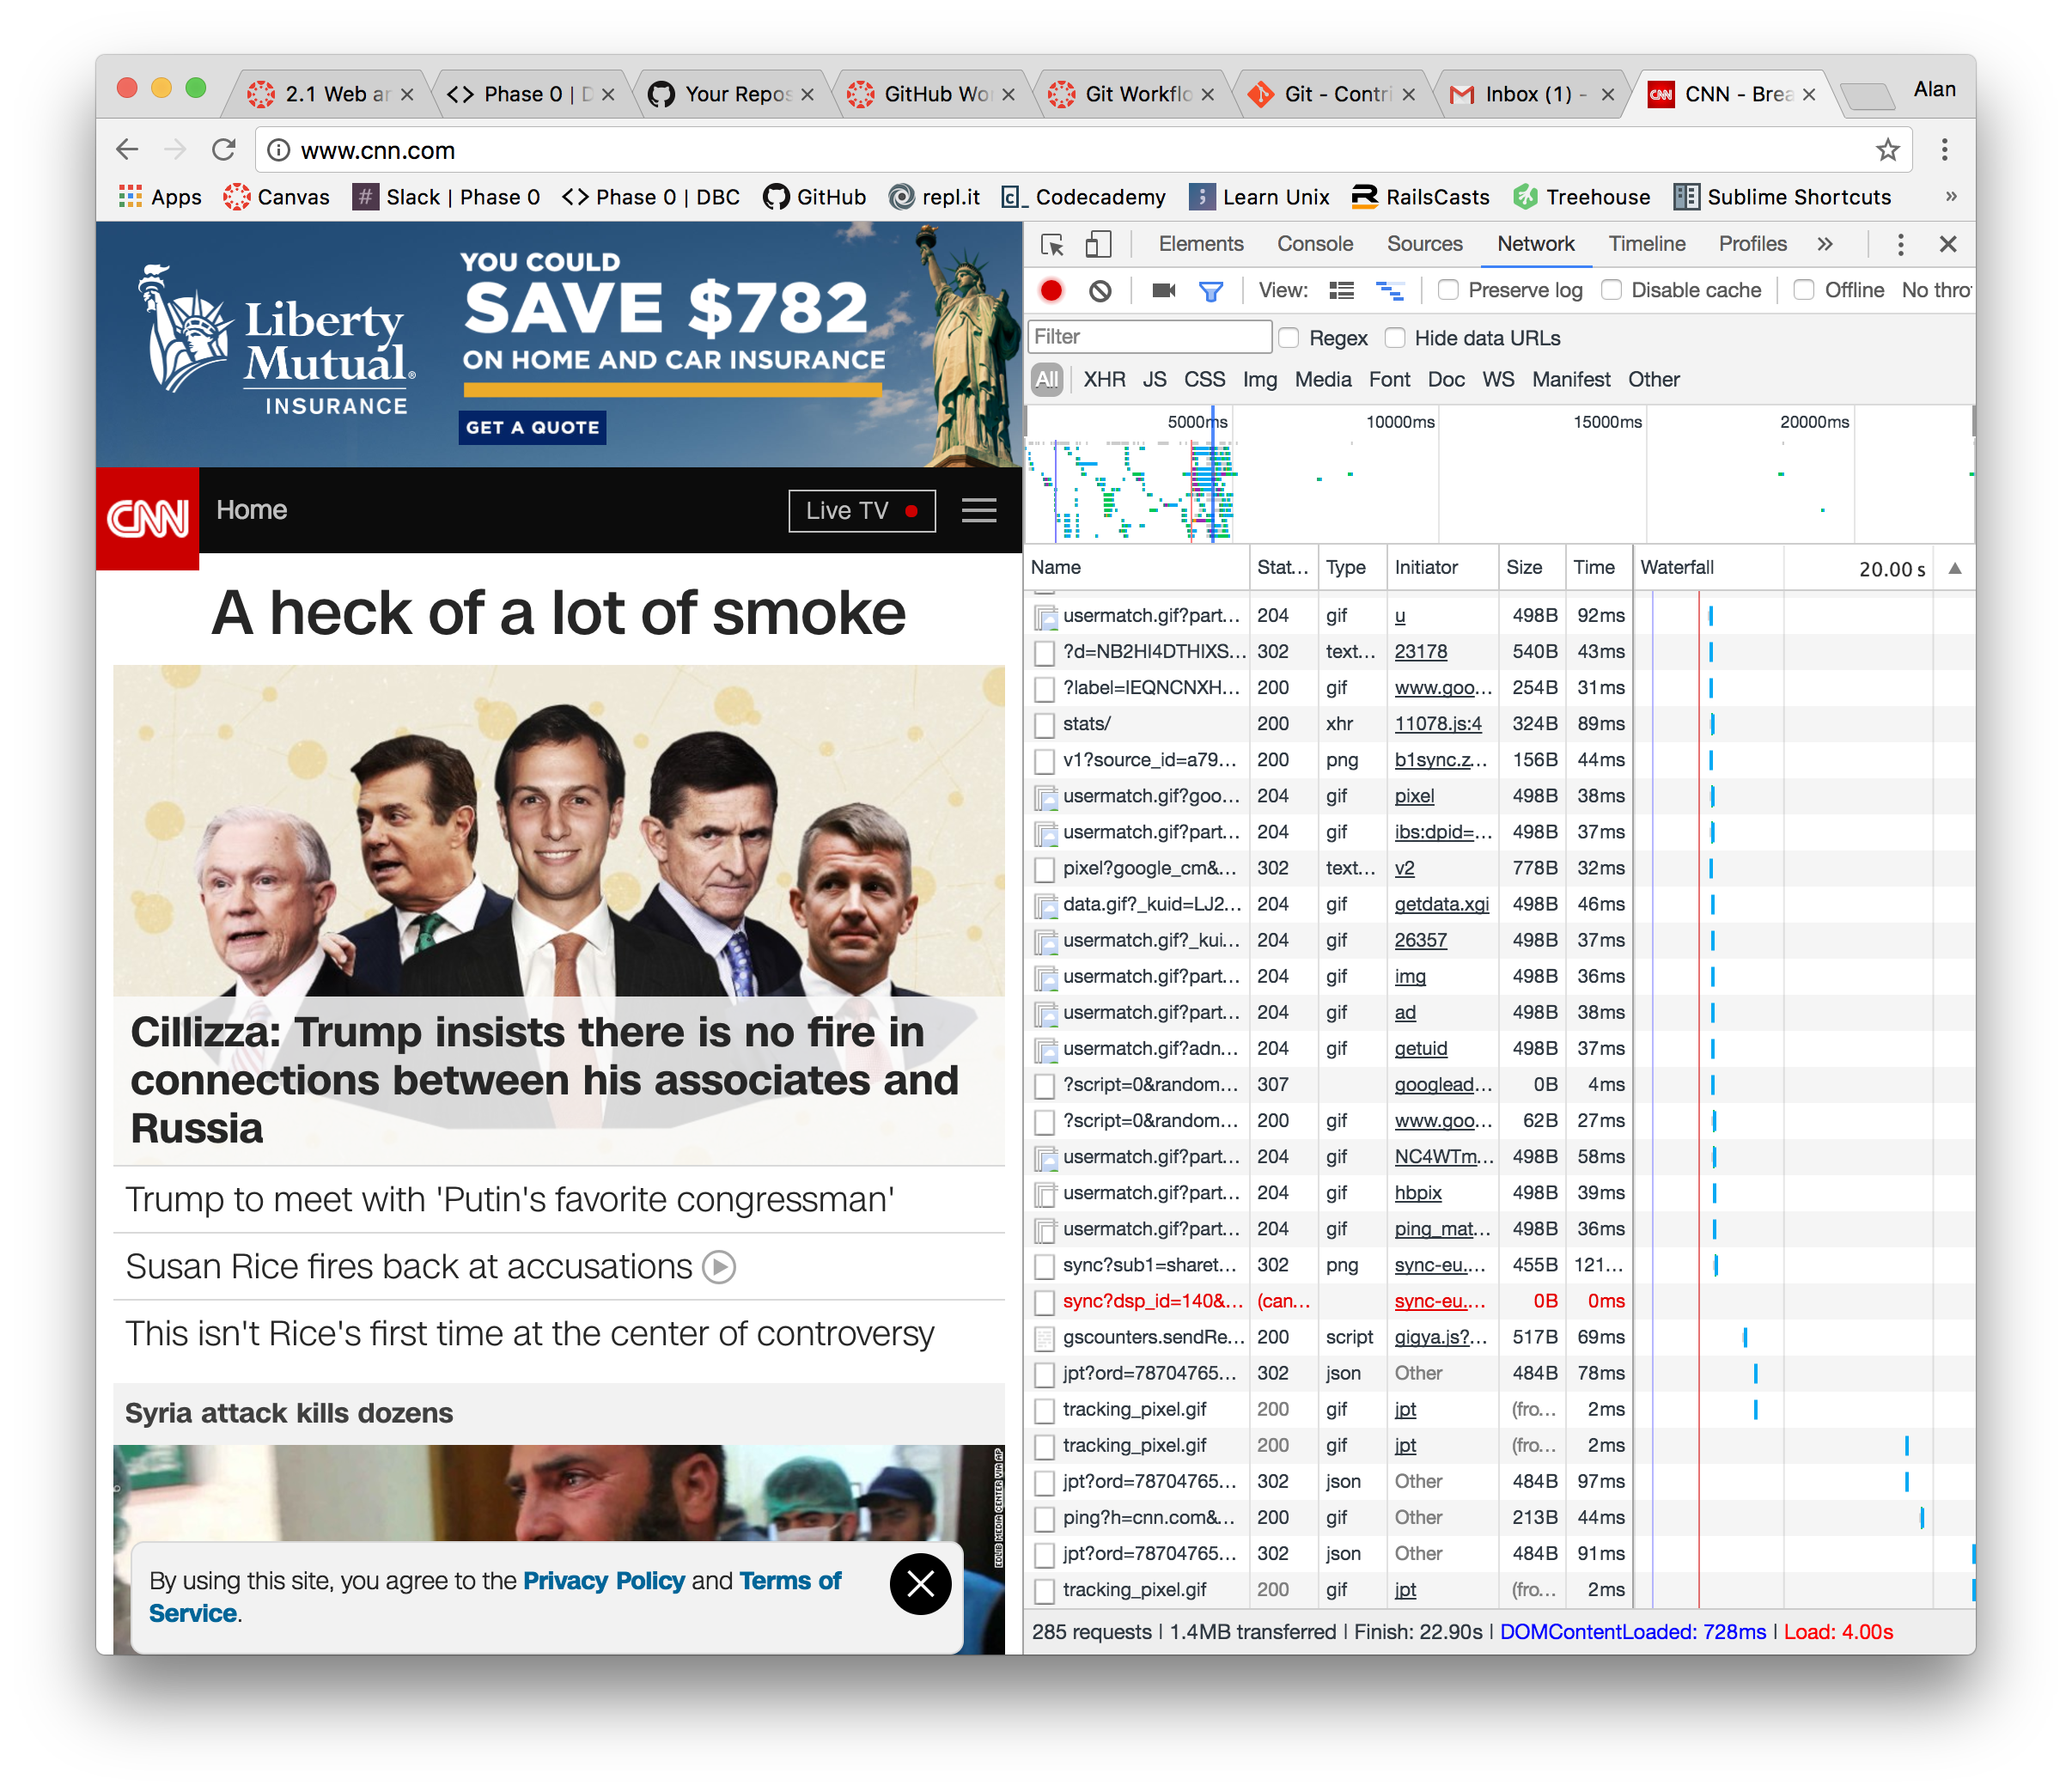 2.1 Web ar
Phase 0 | D
Your Repos
GitHub Wo
Git Workflo
Git - Contri
Inbox (1) -
CNN - Brea
Alan
www.cnn.com
Apps Canvas Slack | Phase 0 Phase 0 | DBC GitHub repl.it Codecademy Learn Unix RailsCasts Treehouse Sublime Shortcuts »
Liberty
Mutual®
INSURANCE
YOU COULD
SAVE $782
ON HOME AND CAR INSURANCE
GET A QUOTE
CNN Home Live TV
A heck of a lot of smoke
Cillizza: Trump insists there is no fire in
connections between his associates and
Russia
Trump to meet with 'Putin's favorite congressman'
Susan Rice fires back at accusations
This isn't Rice's first time at the center of controversy
Syria attack kills dozens
EDLIB MEDIA CENTER VIA AP
By using this site, you agree to the Privacy Policy and Terms of
Service.
Elements Console Sources Network Timeline Profiles »
View: Preserve log Disable cache Offline No thro
Filter Regex Hide data URLs
All XHR JS CSS Img Media Font Doc WS Manifest Other
5000ms 10000ms 15000ms 20000ms
Name Stat... Type Initiator Size Time Waterfall 20.00 s
usermatch.gif?part... 204 gif u 498B 92ms
?d=NB2HI4DTHIXS... 302 text... 23178 540B 43ms
?label=IEQNCNXH... 200 gif www.goo... 254B 31ms
stats/ 200 xhr 11078.js:4 324B 89ms
v1?source_id=a79... 200 png b1sync.z... 156B 44ms
usermatch.gif?goo... 204 gif pixel 498B 38ms
usermatch.gif?part... 204 gif ibs:dpid=... 498B 37ms
pixel?google_cm&... 302 text... v2 778B 32ms
data.gif?_kuid=LJ2... 204 gif getdata.xgi 498B 46ms
usermatch.gif?_kui... 204 gif 26357 498B 37ms
usermatch.gif?part... 204 gif img 498B 36ms
usermatch.gif?part... 204 gif ad 498B 38ms
usermatch.gif?adn... 204 gif getuid 498B 37ms
?script=0&random... 307 googlead... 0B 4ms
?script=0&random... 200 gif www.goo... 62B 27ms
usermatch.gif?part... 204 gif NC4WTm... 498B 58ms
usermatch.gif?part... 204 gif hbpix 498B 39ms
usermatch.gif?part... 204 gif ping_mat... 498B 36ms
sync?sub1=sharet... 302 png sync-eu.... 455B 121...
sync?dsp_id=140&... (can... sync-eu.... 0B 0ms
gscounters.sendRe... 200 script gigya.js?... 517B 69ms
jpt?ord=78704765... 302 json Other 484B 78ms
tracking_pixel.gif 200 gif jpt (fro... 2ms
tracking_pixel.gif 200 gif jpt (fro... 2ms
jpt?ord=78704765... 302 json Other 484B 97ms
ping?h=cnn.com&... 200 gif Other 213B 44ms
jpt?ord=78704765... 302 json Other 484B 91ms
tracking_pixel.gif 200 gif jpt (fro... 2ms
285 requests | 1.4MB transferred | Finish: 22.90s | DOMContentLoaded: 728ms | Load: 4.00s